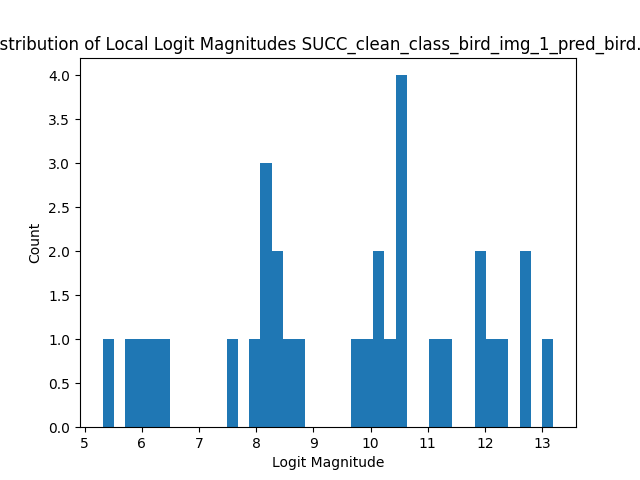 stribution of Local Logit Magnitudes SUCC_clean_class_bird_img_1_pred_bird.
4.0
3.5
3.0
2.5
2.0
1.5
1.0
0.5
0.0
Count
5 6 7 8 9 10 11 12 13
Logit Magnitude